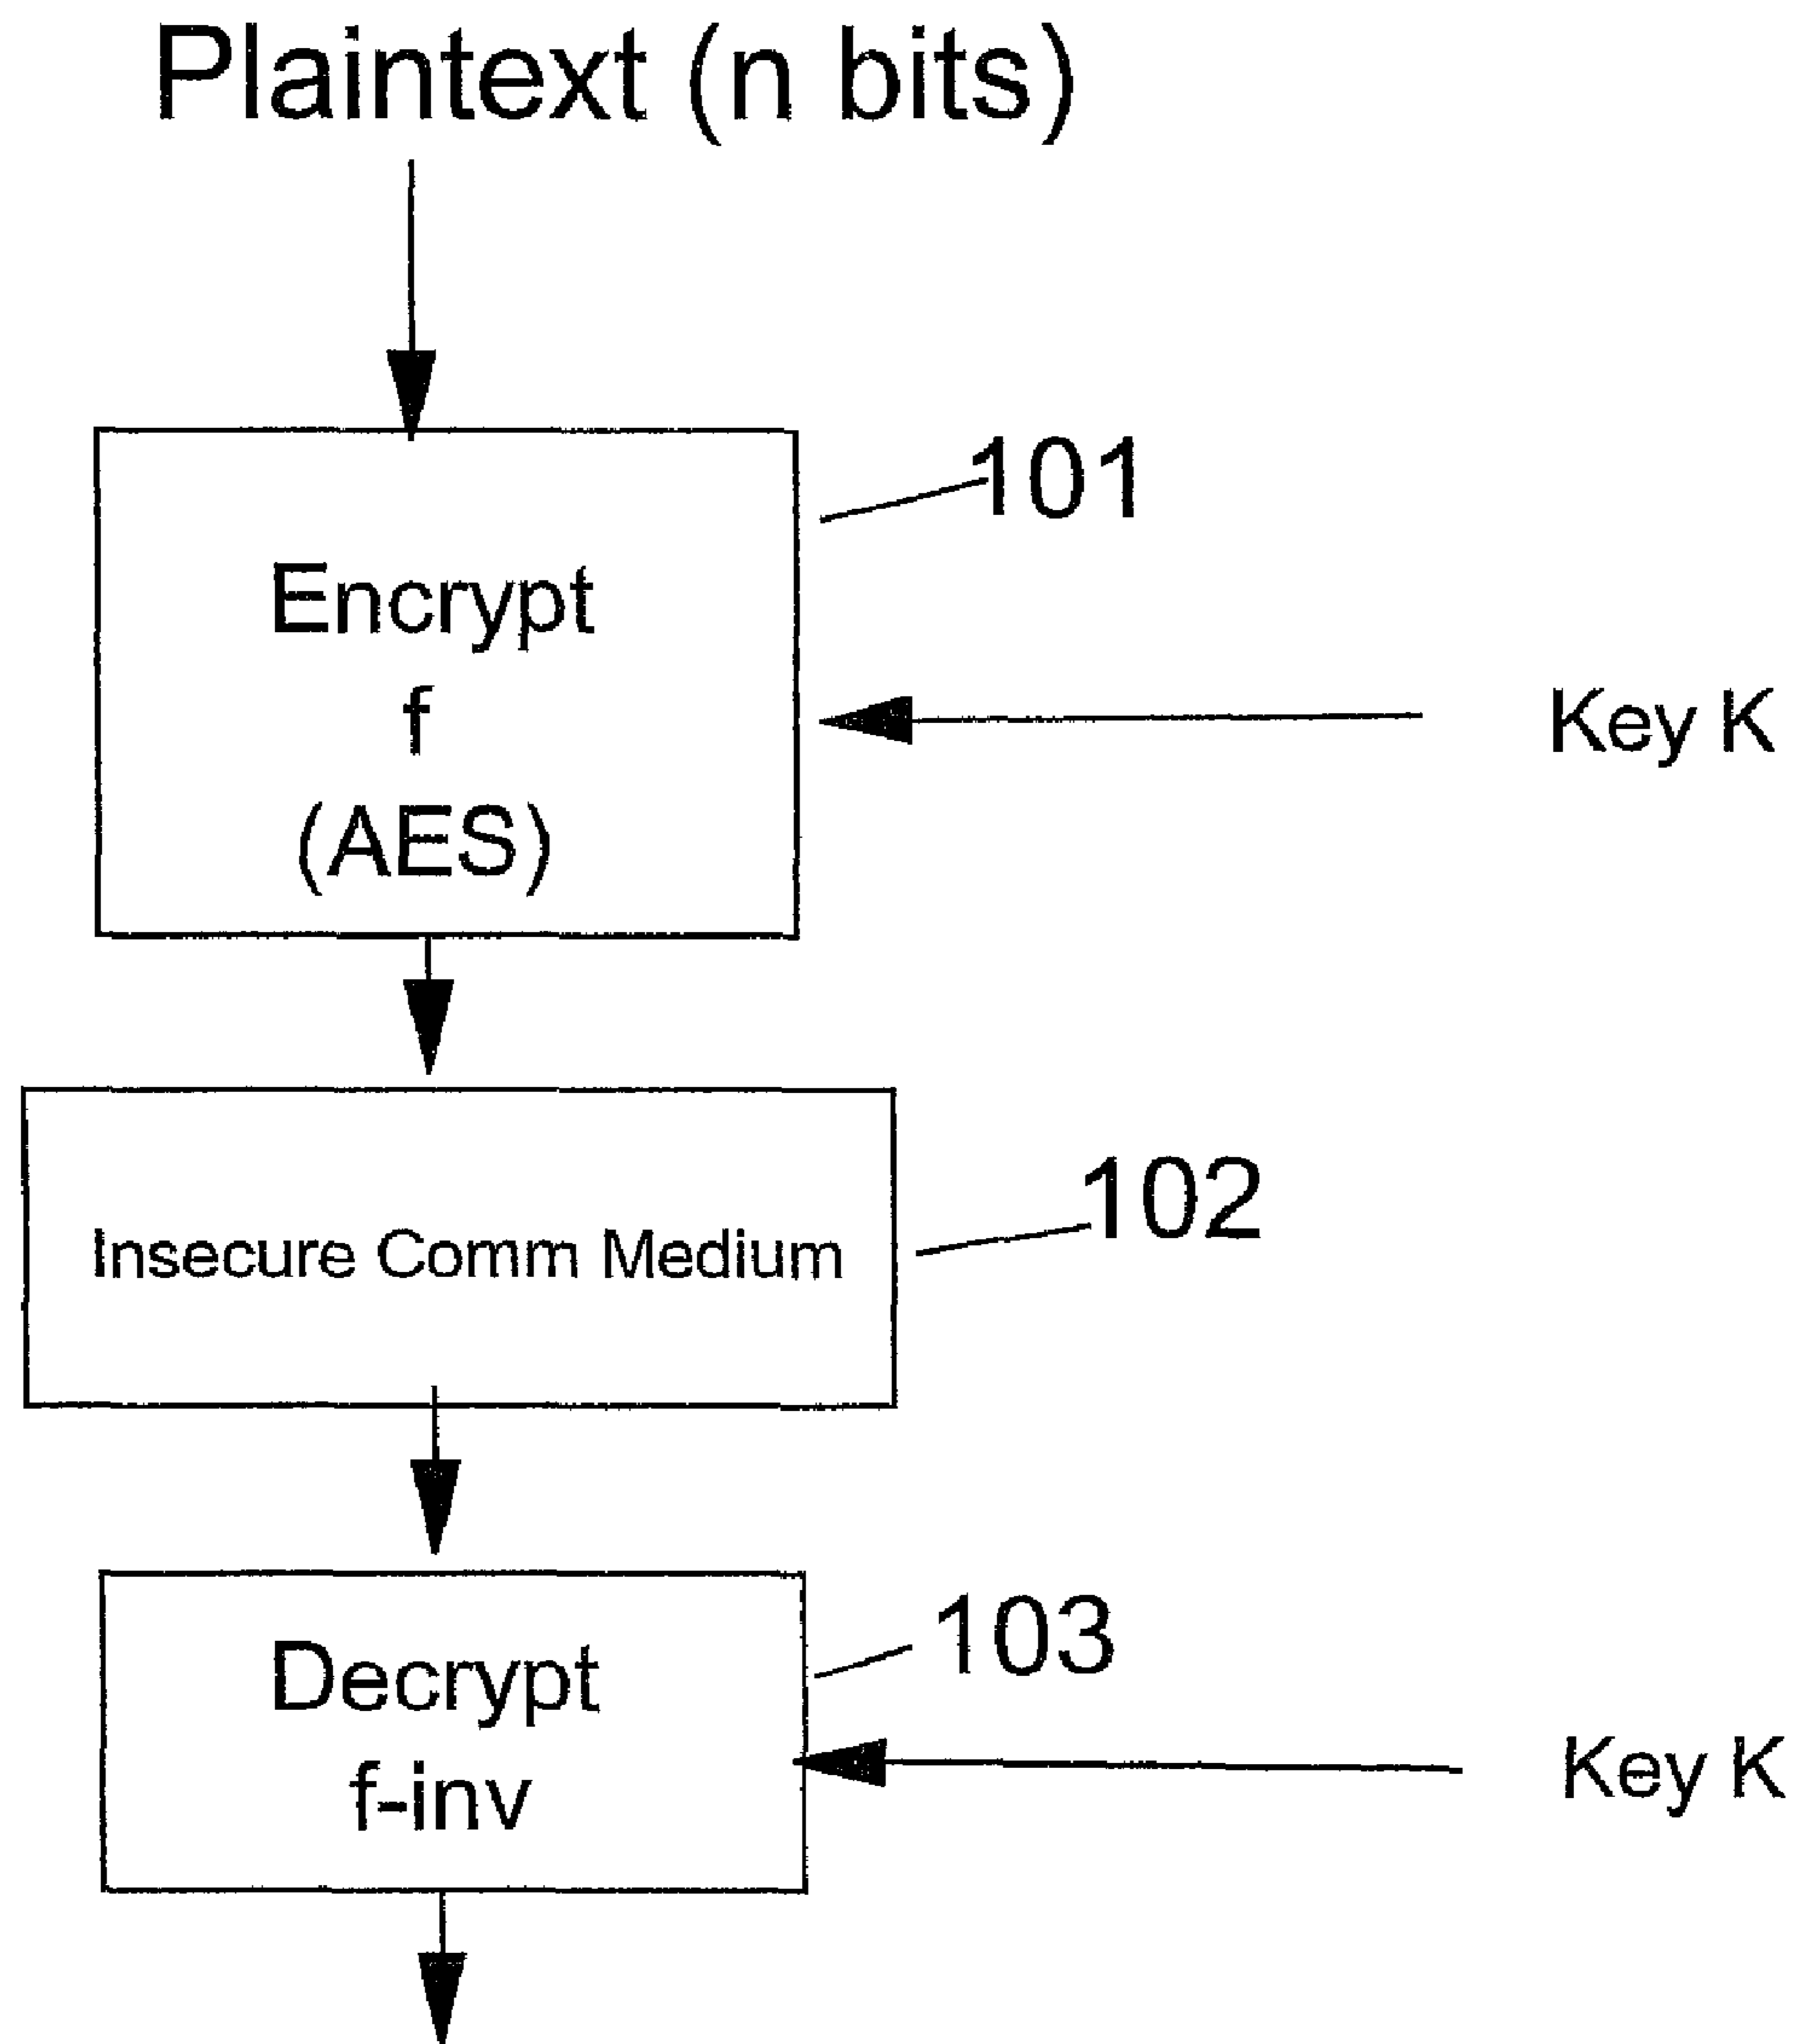 Plaintext (n bits)
101
Encrypt
f
(AES)
Key K
102
Insecure Comm Medium
103
Decrypt
f-inv
Key K